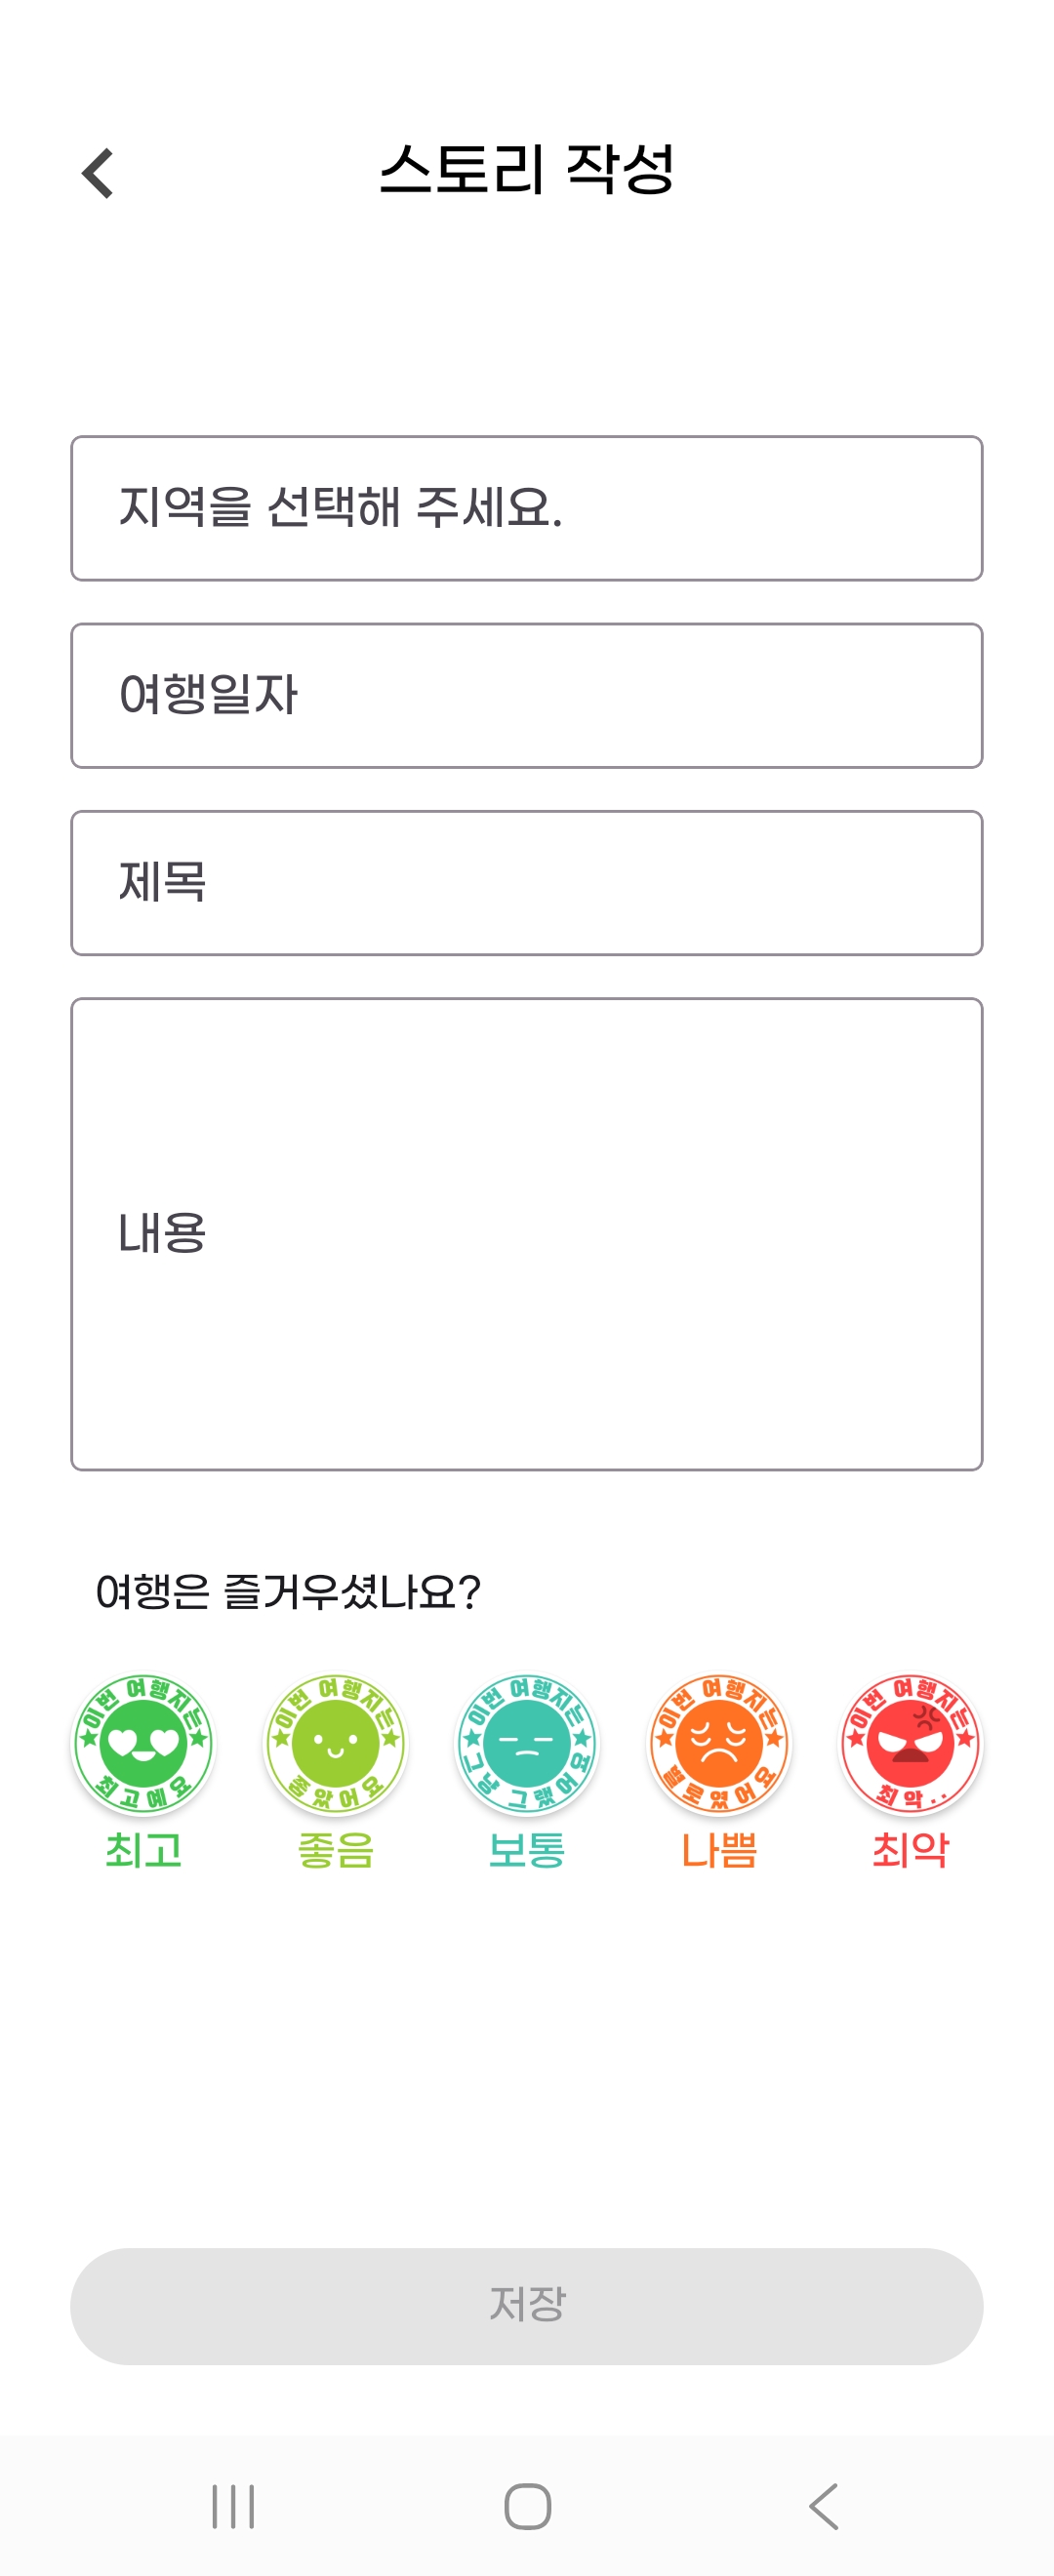 스토리 작성
지역을 선택해 주세요.
여행일자
제목
내용
여행은 즐거우셨나요?
이번 여행지는 최고예요
이번 여행지는 좋았어요
이번 여행지는 그냥 그랬어요
이번 여행지는 별로였어요
이번 여행지는 최악..
최고 좋음 보통 나쁨 최악
저장